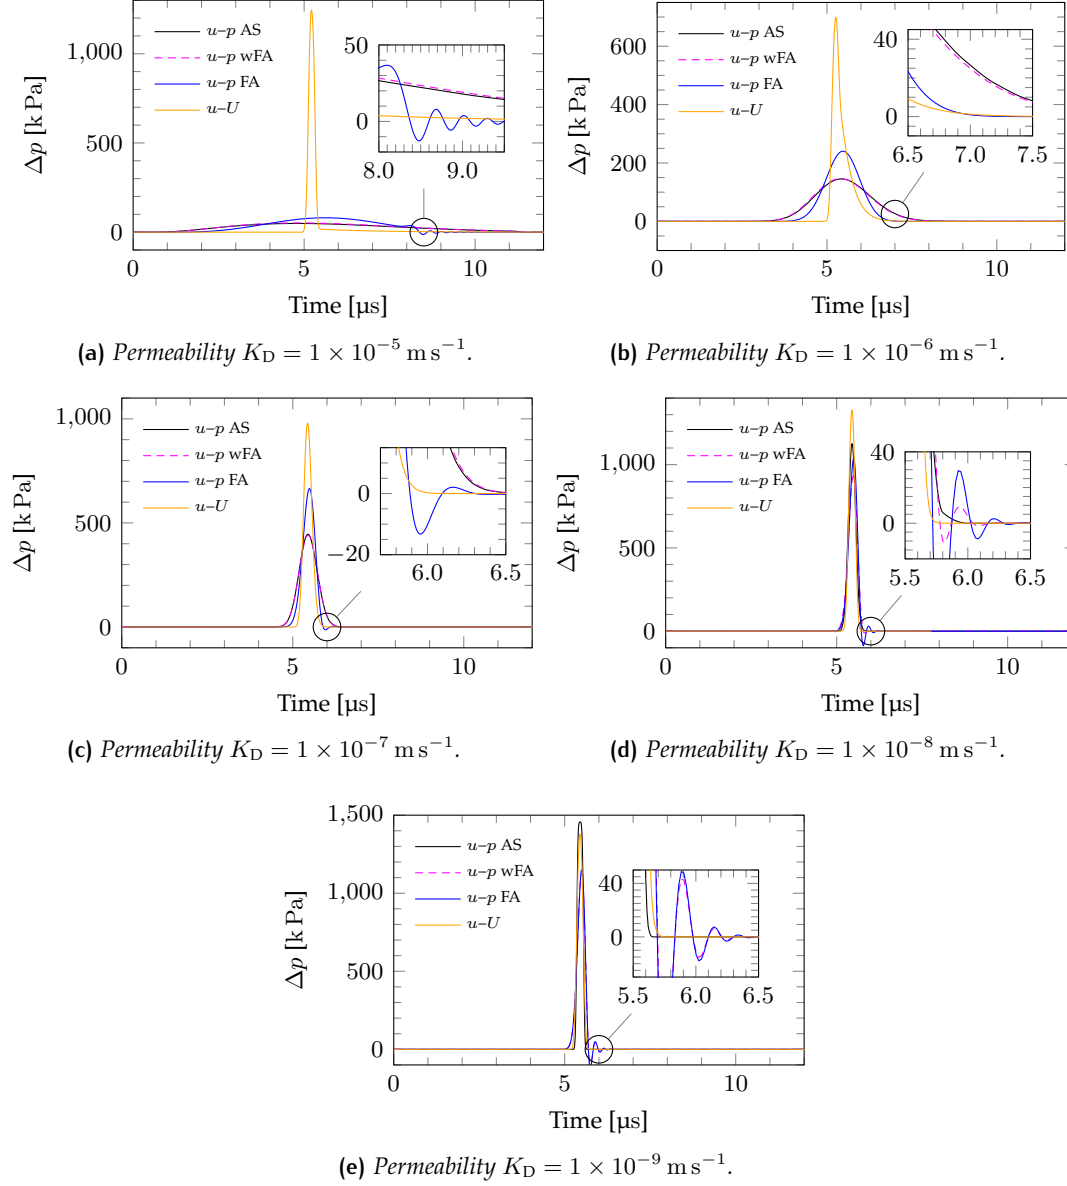 1,000
500
0
Δp [k Pa]
u–p AS
u–p wFA
u–p FA
u–U
50
0
8.0 9.0
0 5 10
Time [µs]
(a) Permeability K_D = 1 × 10⁻⁵ m s⁻¹.
600
400
200
0
Δp [k Pa]
u–p AS
u–p wFA
u–p FA
u–U
40
0
6.5 7.0 7.5
0 5 10
Time [µs]
(b) Permeability K_D = 1 × 10⁻⁶ m s⁻¹.
1,000
500
0
Δp [k Pa]
u–p AS
u–p wFA
u–p FA
u–U
0
−20
6.0 6.5
0 5 10
Time [µs]
(c) Permeability K_D = 1 × 10⁻⁷ m s⁻¹.
1,000
500
0
Δp [k Pa]
u–p AS
u–p wFA
u–p FA
u–U
40
0
5.5 6.0 6.5
0 5 10
Time [µs]
(d) Permeability K_D = 1 × 10⁻⁸ m s⁻¹.
1,500
1,000
500
0
Δp [k Pa]
u–p AS
u–p wFA
u–p FA
u–U
40
0
5.5 6.0 6.5
0 5 10
Time [µs]
(e) Permeability K_D = 1 × 10⁻⁹ m s⁻¹.